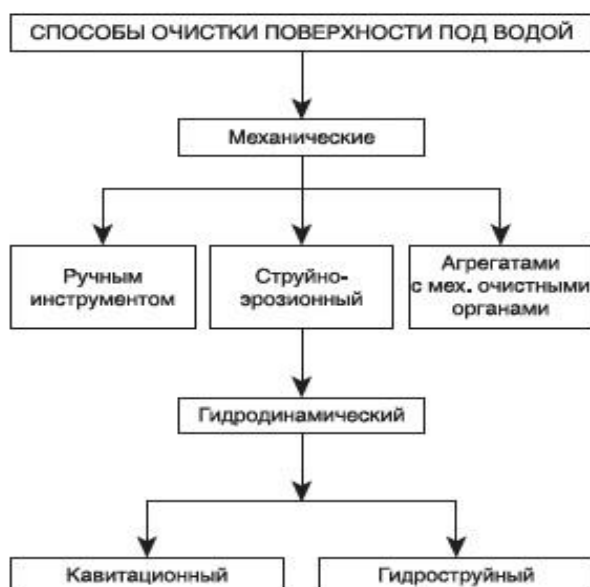 СПОСОБЫ ОЧИСТКИ ПОВЕРХНОСТИ ПОД ВОДОЙ
Механические
Ручным
инструментом
Струйно-
эрозионный
Агрегатами
с мех. очистными
органами
Гидродинамический
Кавитационный
Гидроструйный